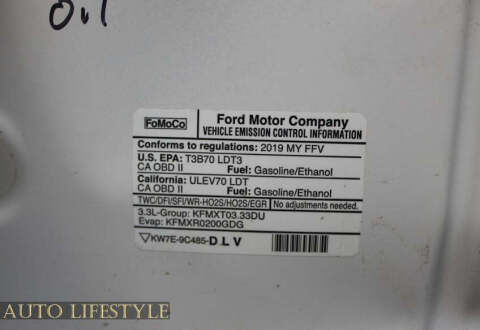 Oil
FoMoCo
Ford Motor Company
VEHICLE EMISSION CONTROL INFORMATION
Conforms to regulations: 2019 MY FFV
U.S. EPA: T3B70 LDT3
CA OBD II Fuel: Gasoline/Ethanol
California: ULEV70 LDT
CA OBD II Fuel: Gasoline/Ethanol
TWC/DFI/SFI/WR-HO2S/HO2S/EGR No adjustments needed.
3.3L-Group: KFMXT03.33DU
Evap: KFMXR0200GDG
KW7E-9C485-DLV
AUTO LIFESTYLE